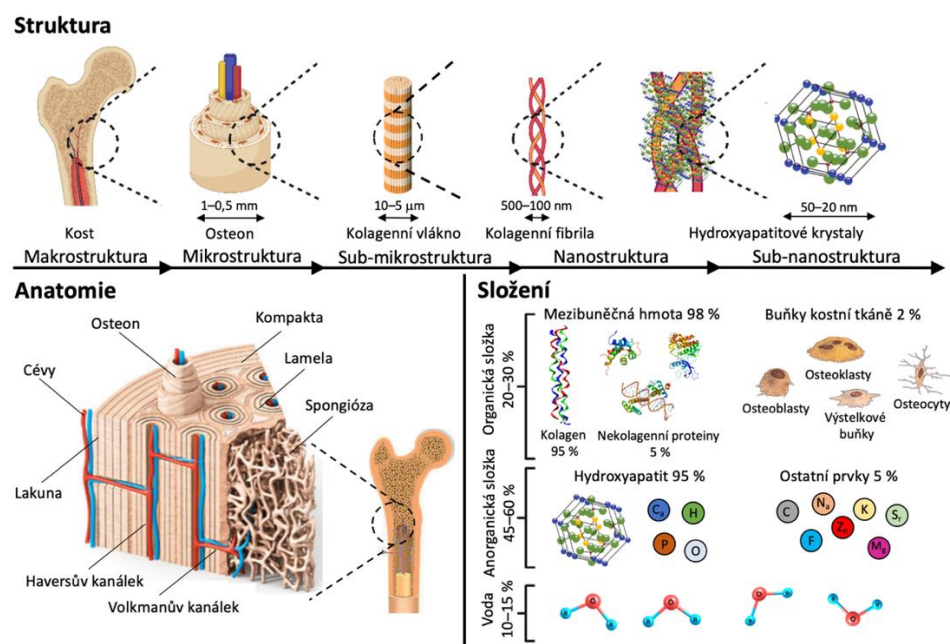 Struktura
1–0,5 mm
10–5 μm
500–100 nm
50–20 nm
Kost
Osteon
Kolagenní vlákno
Kolagenní fibrila
Hydroxyapatitové krystaly
Makrostruktura
Mikrostruktura
Sub-mikrostruktura
Nanostruktura
Sub-nanostruktura
Anatomie
Osteon
Kompakta
Cévy
Lamela
Spongióza
Lakuna
Haversův kanálek
Volkmanův kanálek
Složení
Organická složka
20–30 %
Mezibuněčná hmota 98 %
Buňky kostní tkáně 2 %
Kolagen
95 %
Nekolagenní proteiny
5 %
Osteoklasty
Osteoblasty
Výstelkové
buňky
Osteocyty
Anorganická složka
45–60 %
Hydroxyapatit 95 %
Ostatní prvky 5 %
Ca
H
P
O
C
Na
K
Sr
F
Zn
Mg
Voda
10–15 %
O
H
H
O
H
H
O
H
H
O
H
H